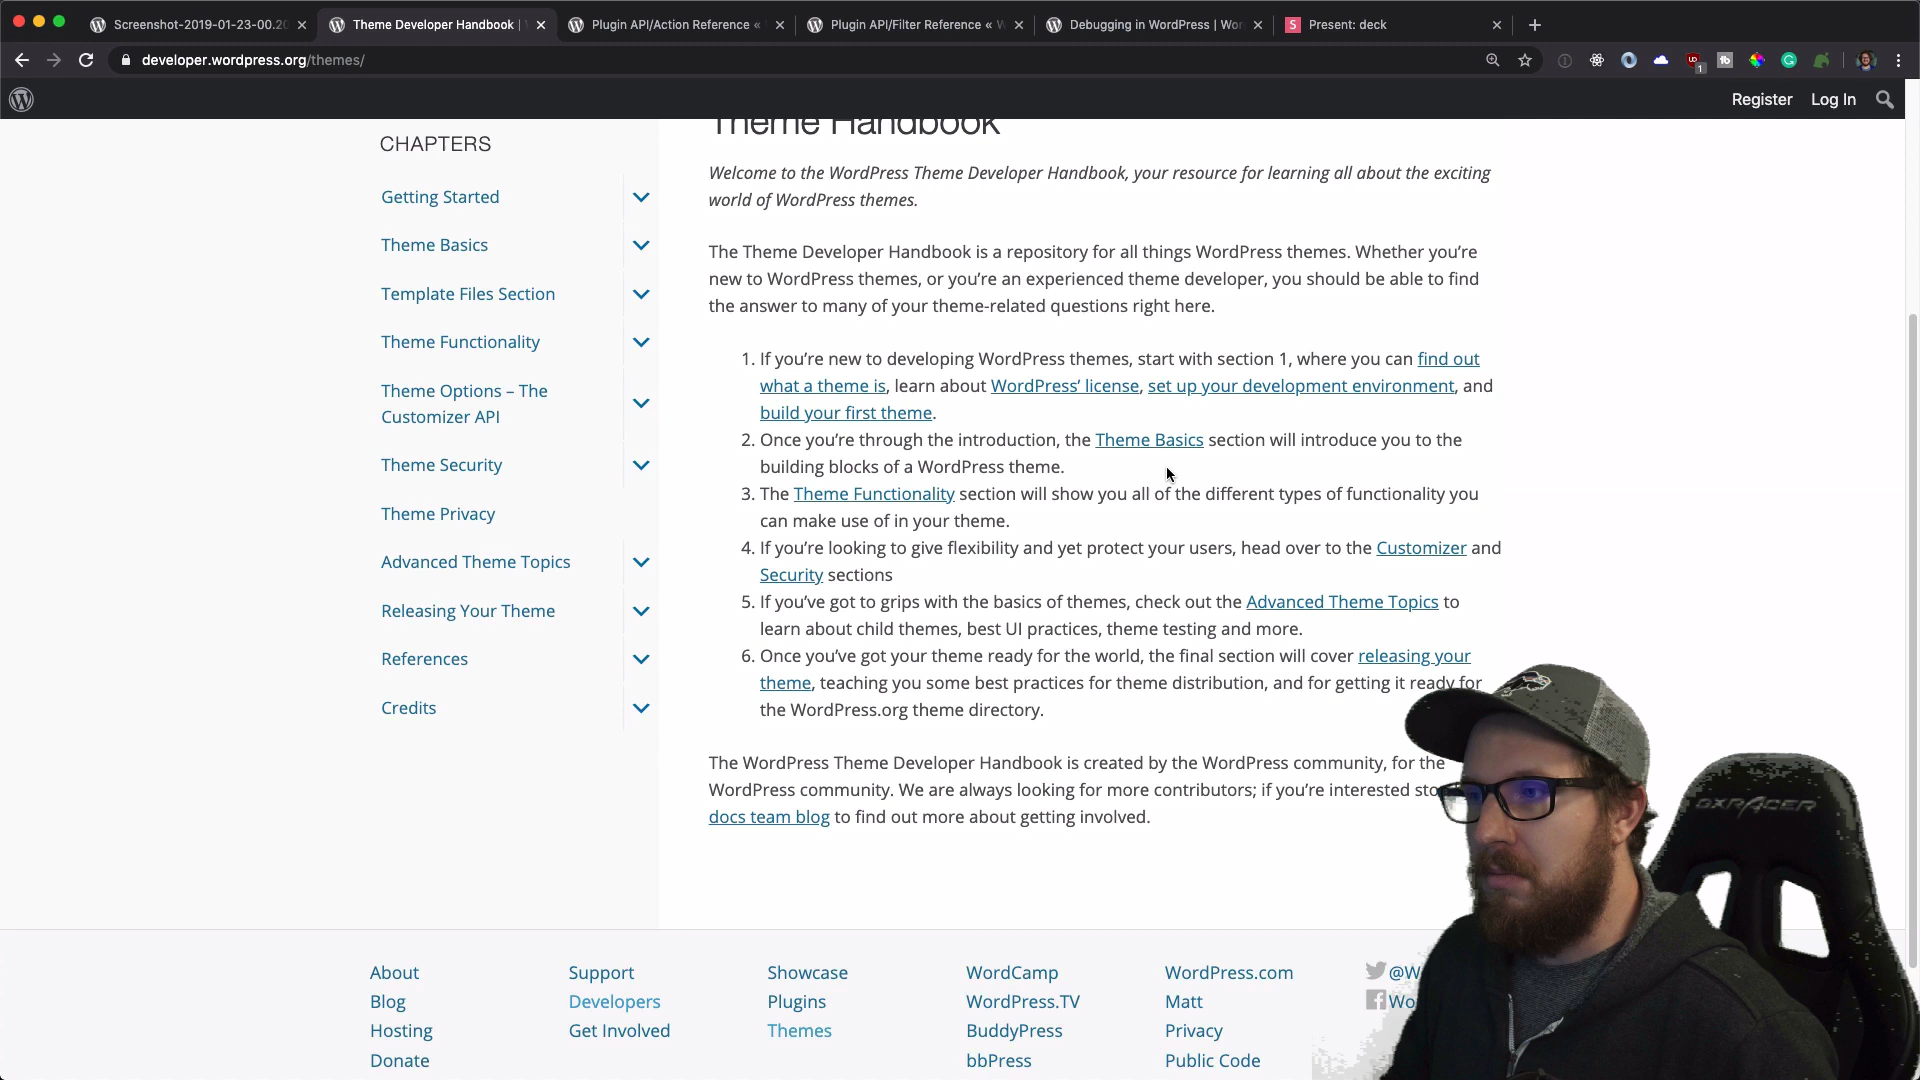 Screenshot-2019-01-23-00.20
Theme Developer Handbook |
Plugin API/Action Reference «
Plugin API/Filter Reference « W
Debugging in WordPress | Wor
S
Present: deck
developer.wordpress.org/themes/
1
Register
Log In
CHAPTERS
Getting Started
Theme Basics
Template Files Section
Theme Functionality
Theme Options – The
Customizer API
Theme Security
Theme Privacy
Advanced Theme Topics
Releasing Your Theme
References
Credits
Theme Handbook
Welcome to the WordPress Theme Developer Handbook, your resource for learning all about the exciting
world of WordPress themes.
The Theme Developer Handbook is a repository for all things WordPress themes. Whether you’re
new to WordPress themes, or you’re an experienced theme developer, you should be able to find
the answer to many of your theme-related questions right here.
1. If you’re new to developing WordPress themes, start with section 1, where you can find out
what a theme is, learn about WordPress’ license, set up your development environment, and
build your first theme.
2. Once you’re through the introduction, the Theme Basics section will introduce you to the
building blocks of a WordPress theme.
3. The Theme Functionality section will show you all of the different types of functionality you
can make use of in your theme.
4. If you’re looking to give flexibility and yet protect your users, head over to the Customizer and
Security sections
5. If you’ve got to grips with the basics of themes, check out the Advanced Theme Topics to
learn about child themes, best UI practices, theme testing and more.
6. Once you’ve got your theme ready for the world, the final section will cover releasing your
theme, teaching you some best practices for theme distribution, and for getting it ready for
the WordPress.org theme directory.
The WordPress Theme Developer Handbook is created by the WordPress community, for the
WordPress community. We are always looking for more contributors; if you’re interested
docs team blog to find out more about getting involved.
DXRACER
About
Blog
Hosting
Donate
Support
Developers
Get Involved
Showcase
Plugins
Themes
WordCamp
WordPress.TV
BuddyPress
bbPress
WordPress.com
Matt
Privacy
Public Code